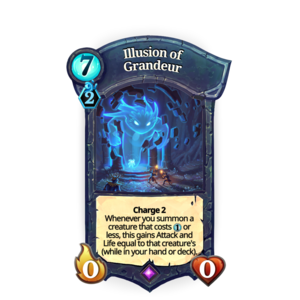 Illusion of
Grandeur
7
2
Charge 2
Whenever you summon a
creature that costs 1 or
less, this gains Attack and
Life equal to that creature's
(while in your hand or deck).
0
0